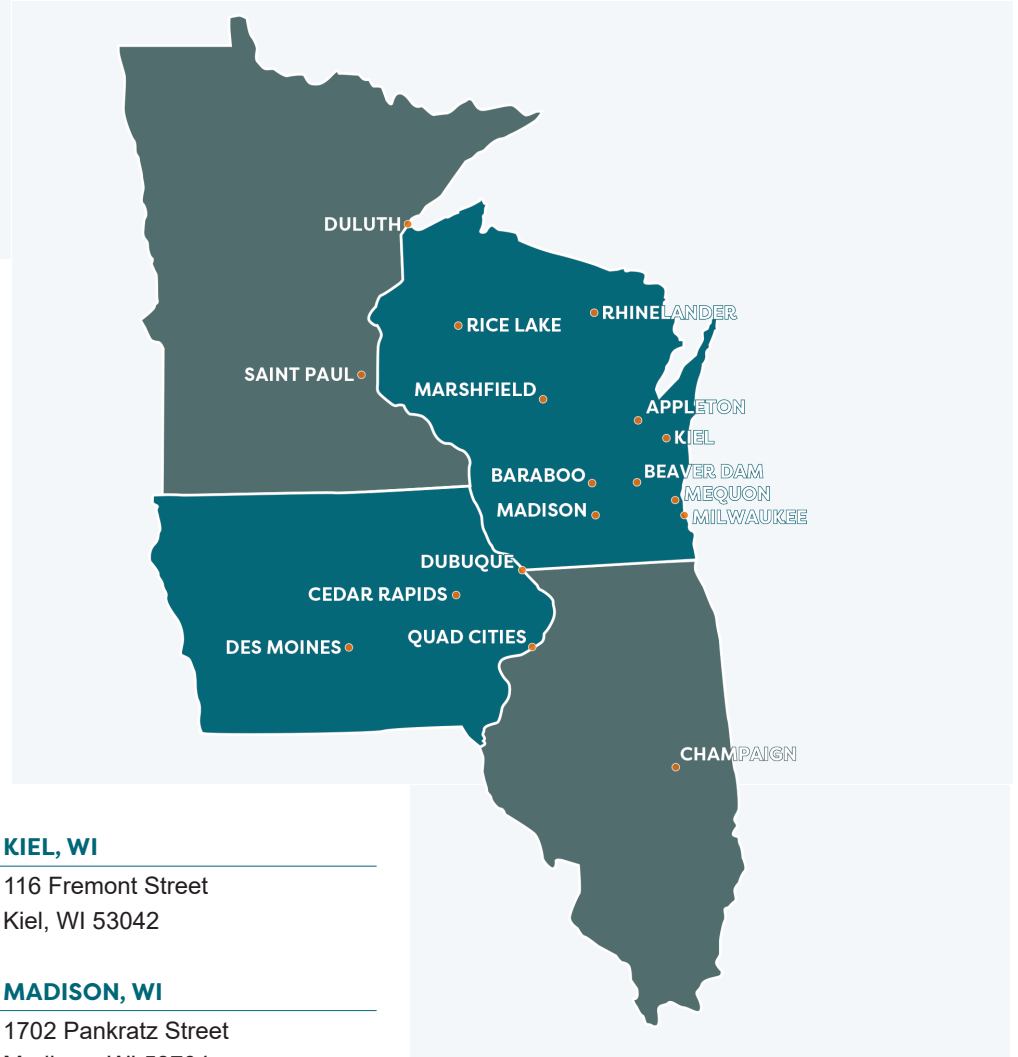 DULUTH
RHINELANDER
RICE LAKE
SAINT PAUL
MARSHFIELD
APPLETON
KIEL
BEAVER DAM
BARABOO
MEQUON
MADISON
MILWAUKEE
DUBUQUE
CEDAR RAPIDS
QUAD CITIES
DES MOINES
CHAMPAIGN
KIEL, WI
116 Fremont Street
Kiel, WI 53042
MADISON, WI
1702 Pankratz Street